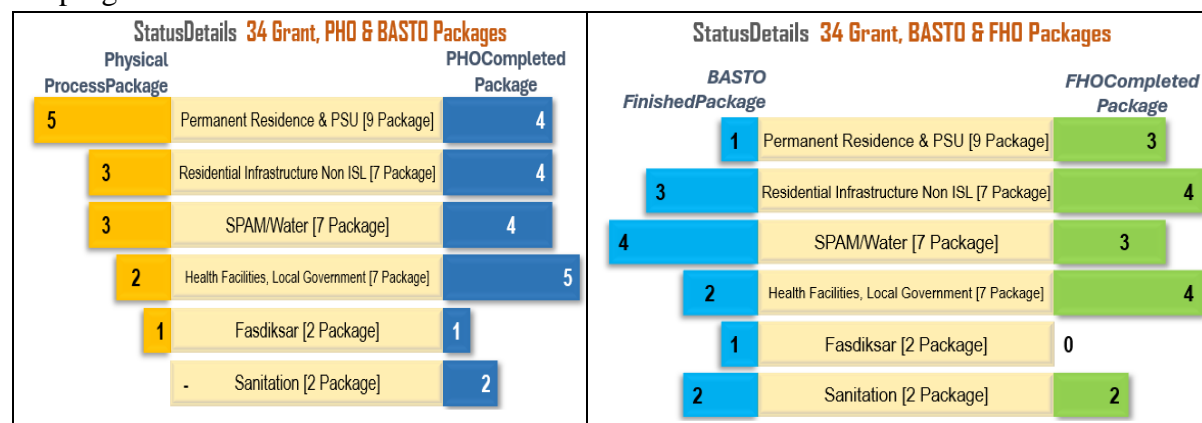 StatusDetails 34 Grant, PHO & BASTO Packages
Physical
ProcessPackage
PHOCompleted
Package
5 Permanent Residence & PSU [9 Package] 4
3 Residential Infrastructure Non ISL [7 Package] 4
3 SPAM/Water [7 Package] 4
2 Health Facilities, Local Government [7 Package] 5
1 Fasdiksar [2 Package] 1
- Sanitation [2 Package] 2
StatusDetails 34 Grant, BASTO & FHO Packages
BASTO
FinishedPackage
FHOCompleted
Package
1 Permanent Residence & PSU [9 Package] 3
3 Residential Infrastructure Non ISL [7 Package] 4
4 SPAM/Water [7 Package] 3
2 Health Facilities, Local Government [7 Package] 4
1 Fasdiksar [2 Package] 0
2 Sanitation [2 Package] 2